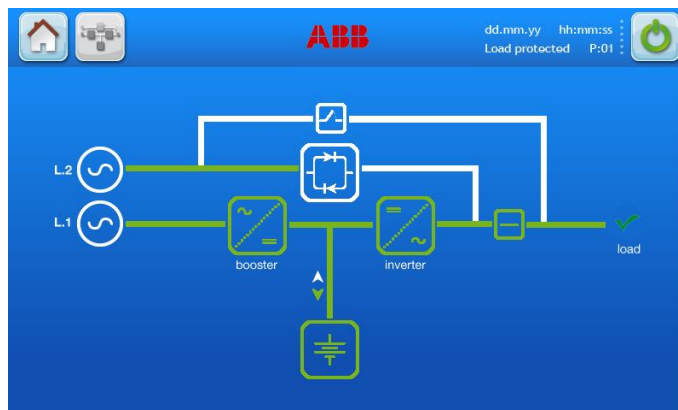 ABB
dd.mm.yy hh:mm:ss
Load protected P:01
L.2
L.1
booster
inverter
load